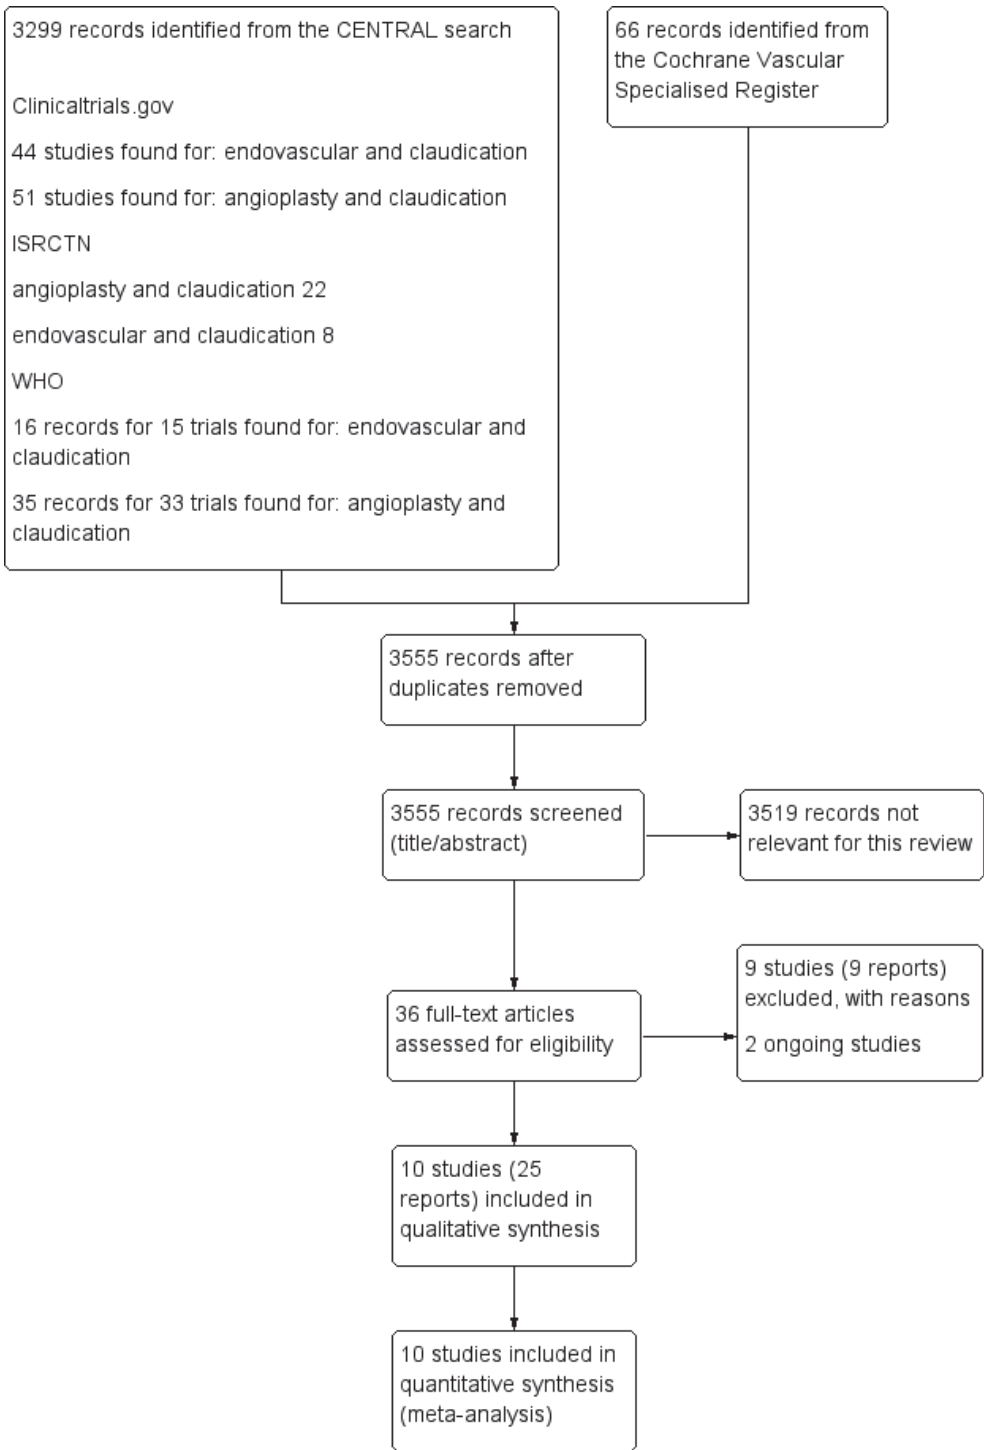 3299 records identified from the CENTRAL search
Clinicaltrials.gov
44 studies found for: endovascular and claudication
51 studies found for: angioplasty and claudication
ISRCTN
angioplasty and claudication 22
endovascular and claudication 8
WHO
16 records for 15 trials found for: endovascular and
claudication
35 records for 33 trials found for: angioplasty and
claudication
66 records identified from
the Cochrane Vascular
Specialised Register
3555 records after
duplicates removed
3555 records screened
(title/abstract)
3519 records not
relevant for this review
36 full-text articles
assessed for eligibility
9 studies (9 reports)
excluded, with reasons
2 ongoing studies
10 studies (25
reports) included in
qualitative synthesis
10 studies included in
quantitative synthesis
(meta-analysis)